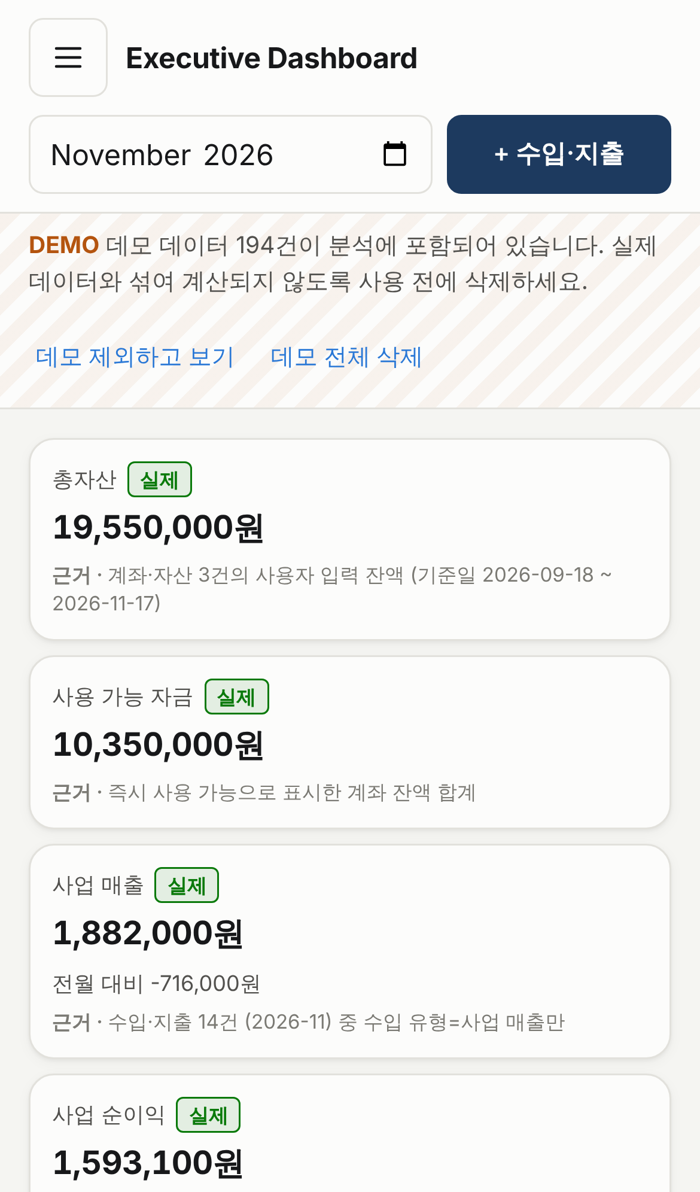 Executive Dashboard
November 2026
+ 수입·지출
DEMO 데모 데이터 194건이 분석에 포함되어 있습니다. 실제
데이터와 섞여 계산되지 않도록 사용 전에 삭제하세요.
데모 제외하고 보기 데모 전체 삭제
총자산 실제
19,550,000원
근거 · 계좌·자산 3건의 사용자 입력 잔액 (기준일 2026-09-18 ~
2026-11-17)
사용 가능 자금 실제
10,350,000원
근거 · 즉시 사용 가능으로 표시한 계좌 잔액 합계
사업 매출 실제
1,882,000원
전월 대비 -716,000원
근거 · 수입·지출 14건 (2026-11) 중 수입 유형=사업 매출만
사업 순이익 실제
1,593,100원